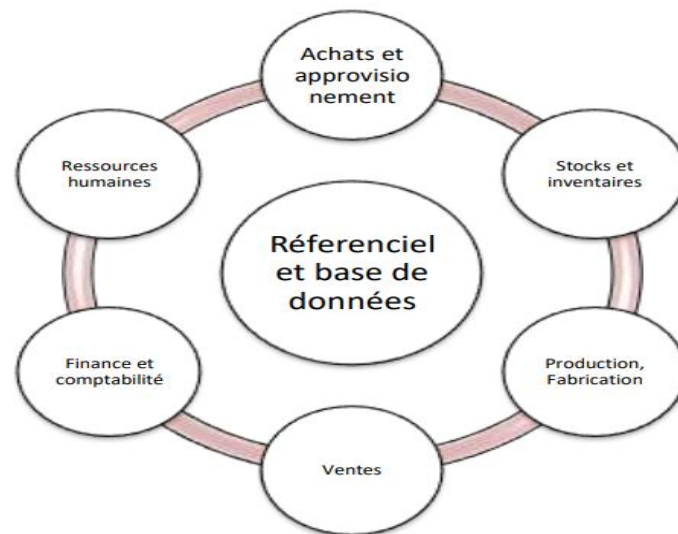 Achats et
approvisio
nement
Ressources
humaines
Stocks et
inventaires
Réferenciel
et base de
données
Finance et
comptabilité
Production,
Fabrication
Ventes